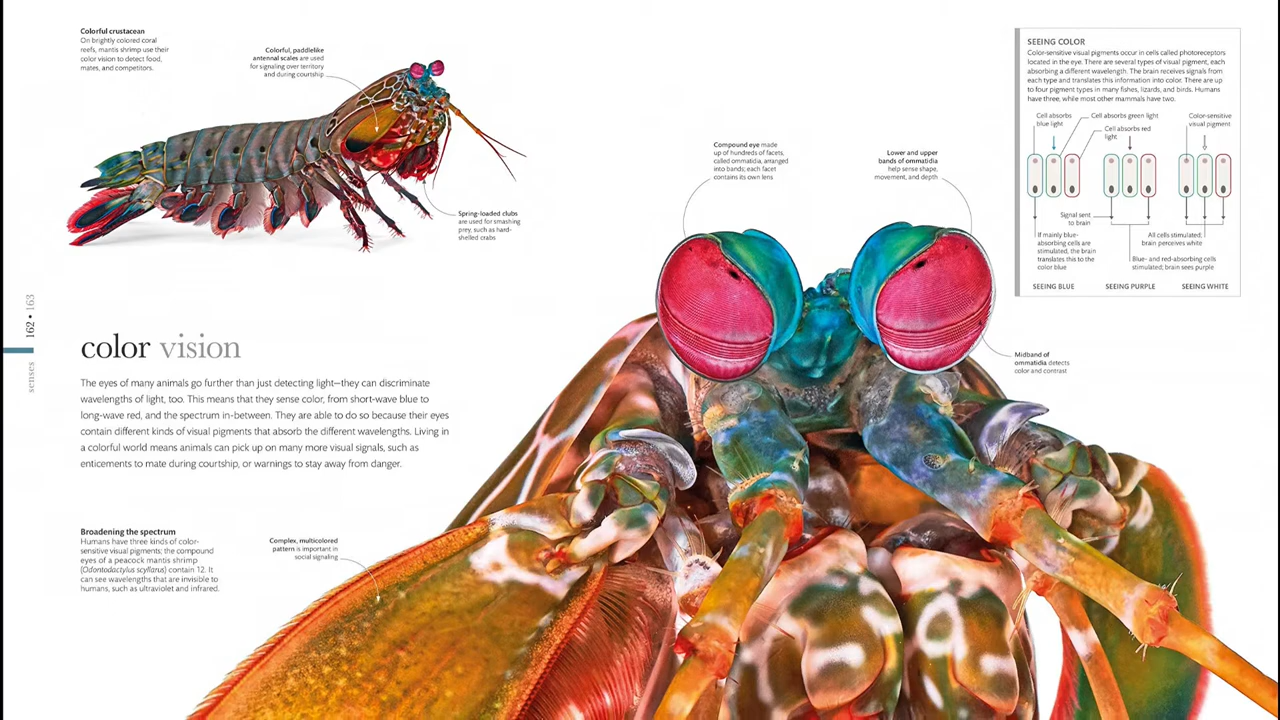 Colorful crustacean
On brightly colored coral
reefs, mantis shrimp use their
color vision to detect food,
mates, and competitors.
Colorful, paddlelike
antennal scales are used
for signaling over territory
and during courtship
Spring-loaded clubs
are used for smashing
prey, such as hard-
shelled crabs
162 • 163
senses
color vision
The eyes of many animals go further than just detecting light—they can discriminate
wavelengths of light, too. This means that they sense color, from short-wave blue to
long-wave red, and the spectrum in-between. They are able to do so because their eyes
contain different kinds of visual pigments that absorb the different wavelengths. Living in
a colorful world means animals can pick up on many more visual signals, such as
enticements to mate during courtship, or warnings to stay away from danger.
Broadening the spectrum
Humans have three kinds of color-
sensitive visual pigments; the compound
eyes of a peacock mantis shrimp
(Odontodactylus scyllarus) contain 12. It
can see wavelengths that are invisible to
humans, such as ultraviolet and infrared.
Complex, multicolored
pattern is important in
social signaling
Compound eye made
up of hundreds of facets,
called ommatidia, arranged
into bands; each facet
contains its own lens
Lower and upper
bands of ommatidia
help sense shape,
movement, and depth
Midband of
ommatidia detects
color and contrast
SEEING COLOR
Color-sensitive visual pigments occur in cells called photoreceptors
located in the eye. There are several types of visual pigment, each
absorbing a different wavelength. The brain receives signals from
each type and translates this information into color. There are up
to four pigment types in many fishes, lizards, and birds. Humans
have three, while most other mammals have two.
Cell absorbs
blue light
Cell absorbs green light
Cell absorbs red
light
Color-sensitive
visual pigment
Signal sent
to brain
If mainly blue-
absorbing cells are
stimulated, the brain
translates this to the
color blue
All cells stimulated;
brain perceives white
Blue- and red-absorbing cells
stimulated; brain sees purple
SEEING BLUE
SEEING PURPLE
SEEING WHITE